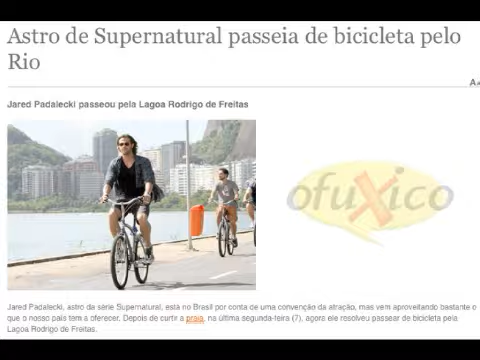 Astro de Supernatural passeia de bicicleta pelo
Rio
A
Jared Padalecki passeou pela Lagoa Rodrigo de Freitas
ofuxico
Jared Padalecki, astro da série Supernatural, está no Brasil por conta de uma convenção da atração, mas vem aproveitando bastante o
que o nosso país tem a oferecer. Depois de curtir a praia, na última segunda-feira (7), agora ele resolveu passear de bicicleta pela
Lagoa Rodrigo de Freitas.